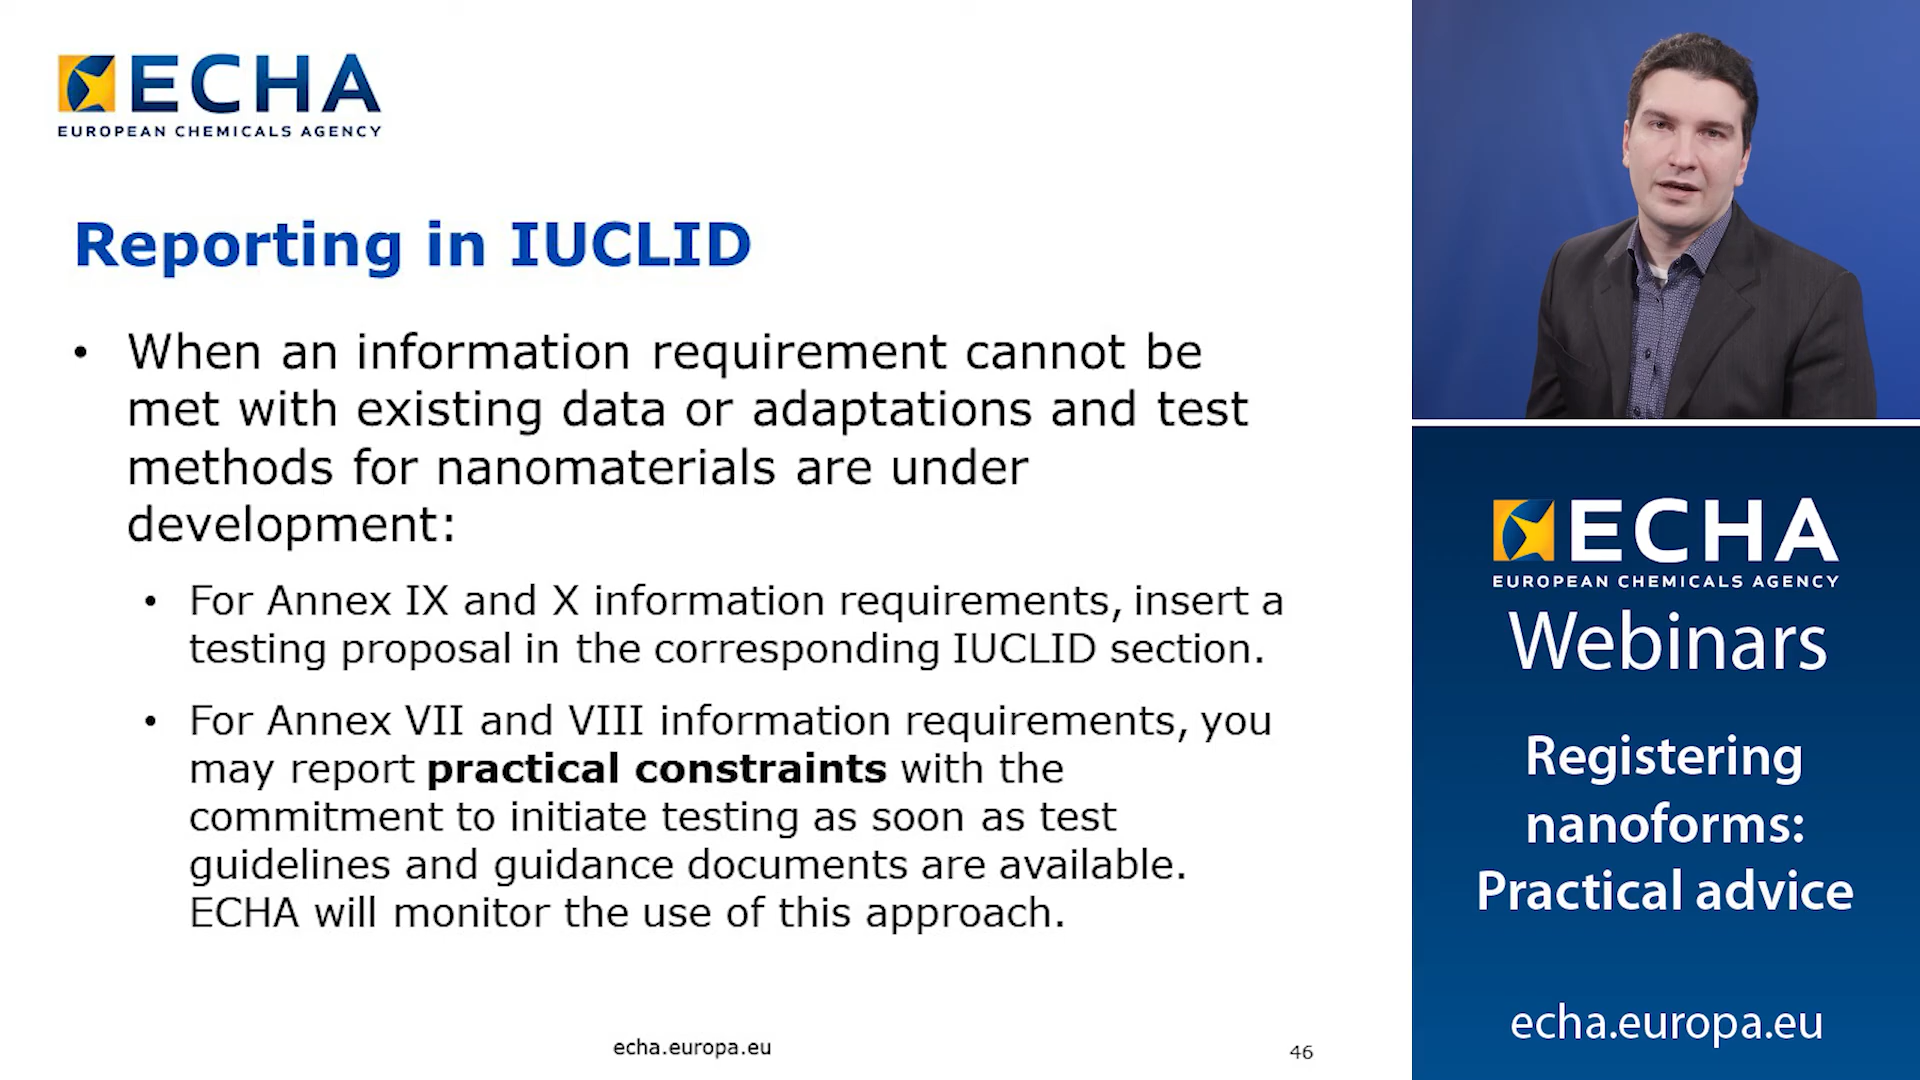 ECHA
EUROPEAN CHEMICALS AGENCY
Reporting in IUCLID
• When an information requirement cannot be
met with existing data or adaptations and test
methods for nanomaterials are under
development:
• For Annex IX and X information requirements, insert a
testing proposal in the corresponding IUCLID section.
• For Annex VII and VIII information requirements, you
may report practical constraints with the
commitment to initiate testing as soon as test
guidelines and guidance documents are available.
ECHA will monitor the use of this approach.
echa.europa.eu
46
ECHA
EUROPEAN CHEMICALS AGENCY
Webinars
Registering
nanoforms:
Practical advice
echa.europa.eu